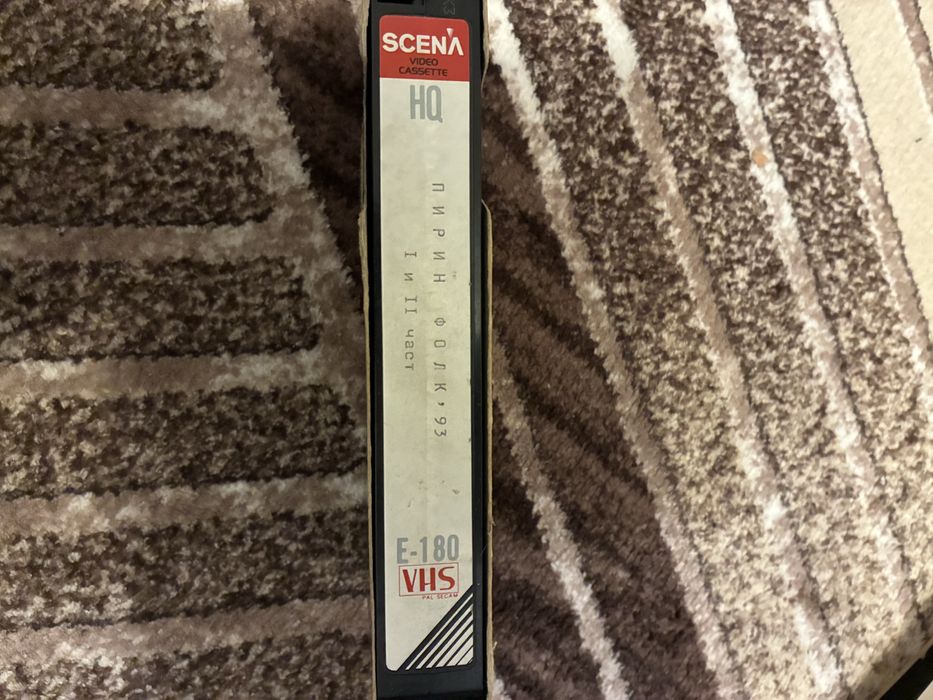 SCENA
VIDEO
CASSETTE
HQ
ПИРИН ФОЛК'93
I и II част
E-180
VHS
PAL SECAM